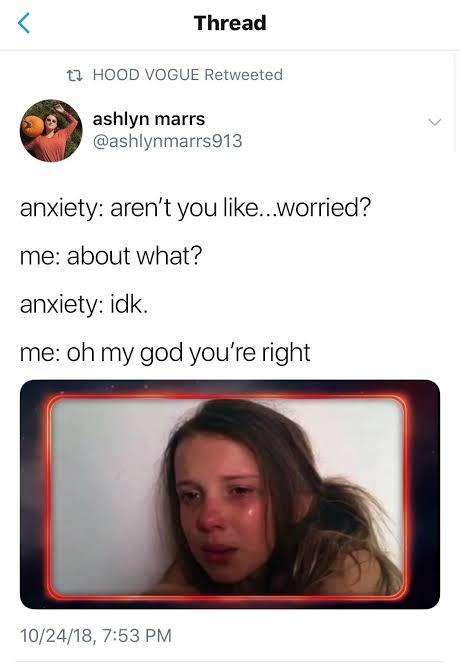 Thread
HOOD VOGUE Retweeted
ashlyn marrs
@ashlynmarrs913
anxiety: aren’t you like...worried?
me: about what?
anxiety: idk.
me: oh my god you’re right
10/24/18, 7:53 PM